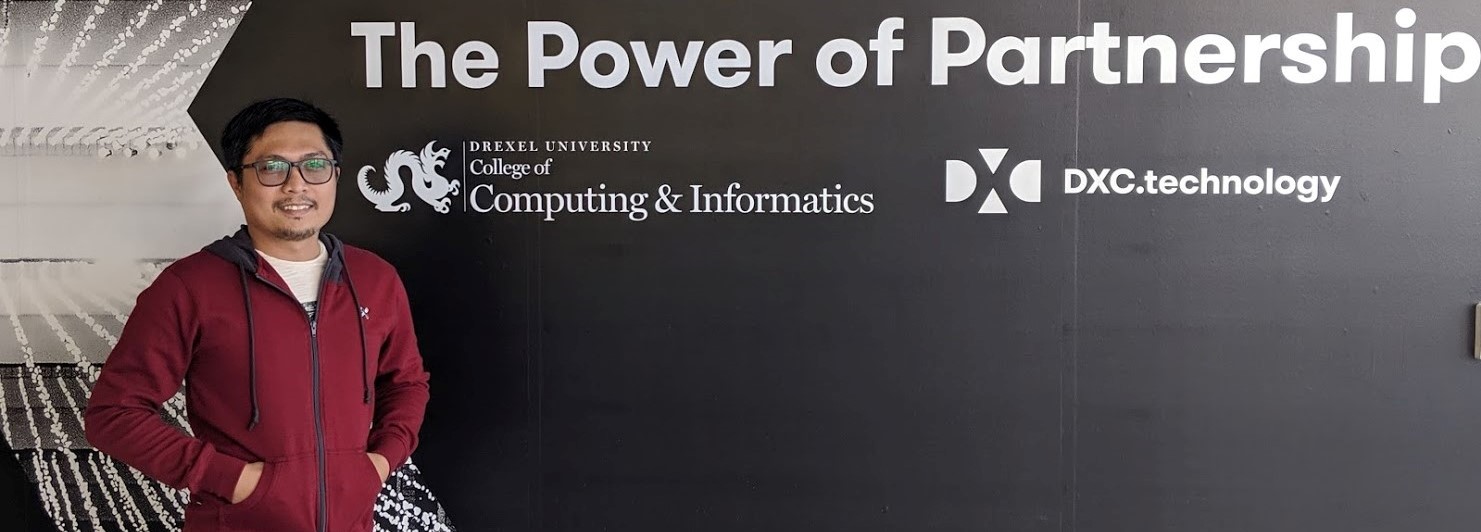 The Power of Partnership
DREXEL UNIVERSITY
College of
Computing & Informatics
DXC.technology